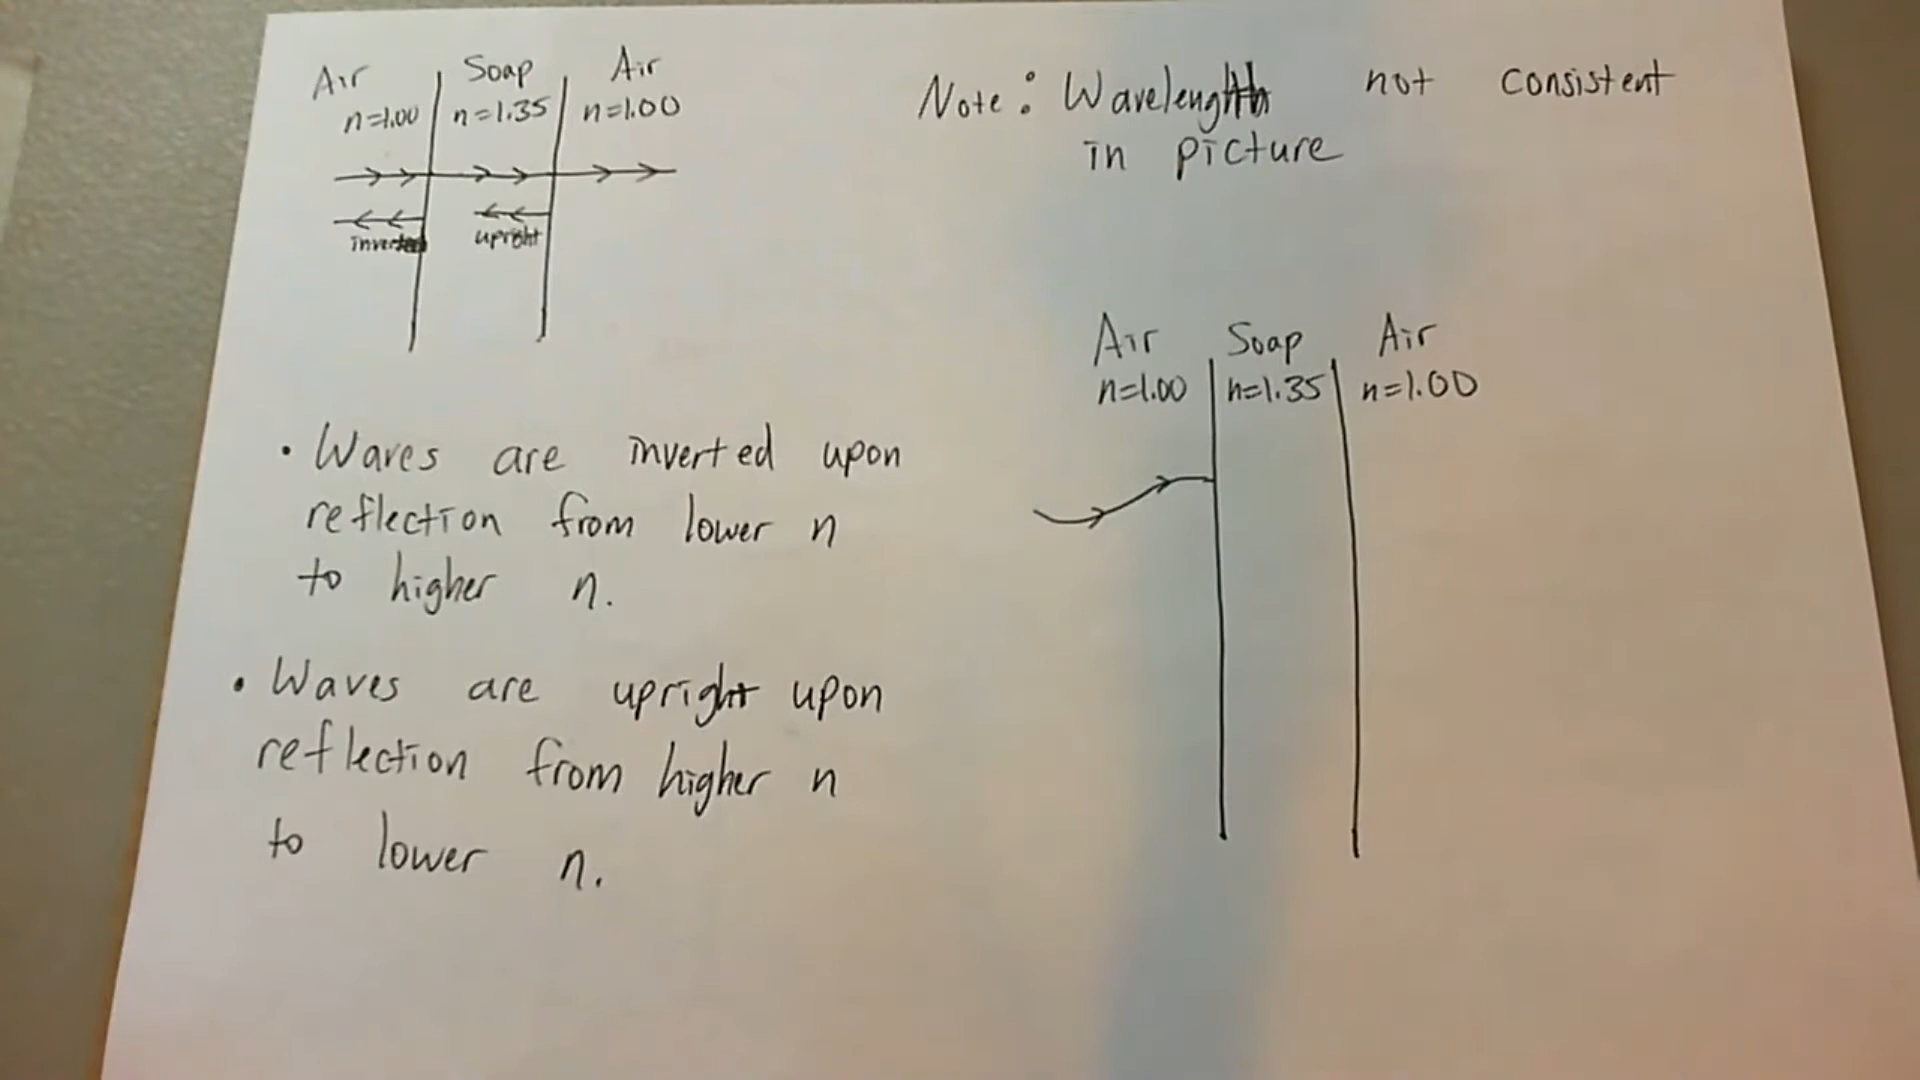 Air Soap Air
n=1.00 n=1.35 n=1.00
inverted upright
Note: Wavelength not consistent
in picture
Air Soap Air
n=1.00 n=1.35 n=1.00
• Waves are inverted upon
reflection from lower n
to higher n.
• Waves are upright upon
reflection from higher n
to lower n.